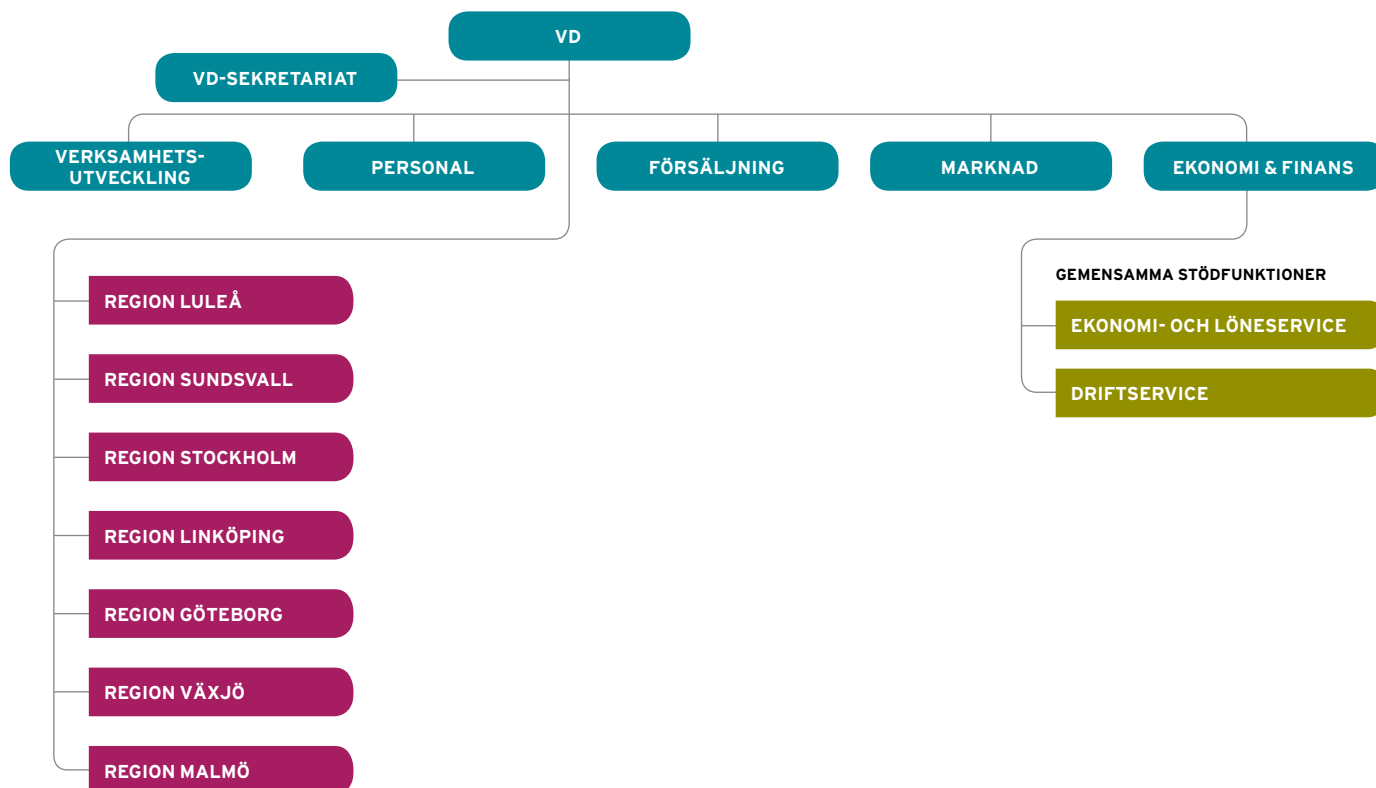 VD
VD-SEKRETARIAT
VERKSAMHETS-
UTVECKLING
PERSONAL
FÖRSÄLJNING
MARKNAD
EKONOMI & FINANS
REGION LULEÅ
REGION SUNDSVALL
REGION STOCKHOLM
REGION LINKÖPING
REGION GÖTEBORG
REGION VÄXJÖ
REGION MALMÖ
GEMENSAMMA STÖDFUNKTIONER
EKONOMI- OCH LÖNESERVICE
DRIFTSERVICE